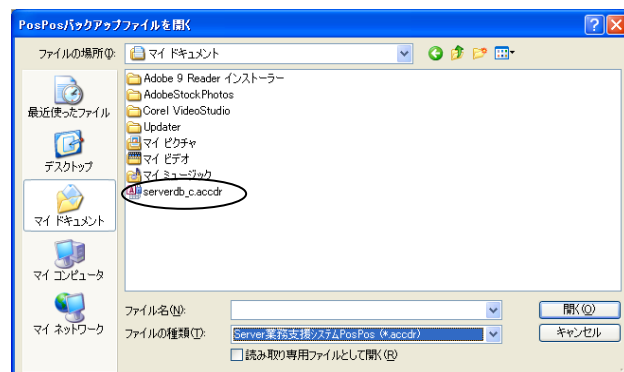 PosPosバックアップファイルを開く
ファイルの場所(I):
マイ ドキュメント
最近使ったファイル
デスクトップ
マイ ドキュメント
マイ コンピュータ
マイ ネットワーク
Adobe 9 Reader インストーラー
AdobeStockPhotos
Corel VideoStudio
Updater
マイ ピクチャ
マイ ビデオ
マイ ミュージック
serverdb_c.accdr
ファイル名(N):
開く(O)
ファイルの種類(T):
Server業務支援システムPosPos (*.accdr)
キャンセル
読み取り専用ファイルとして開く(R)